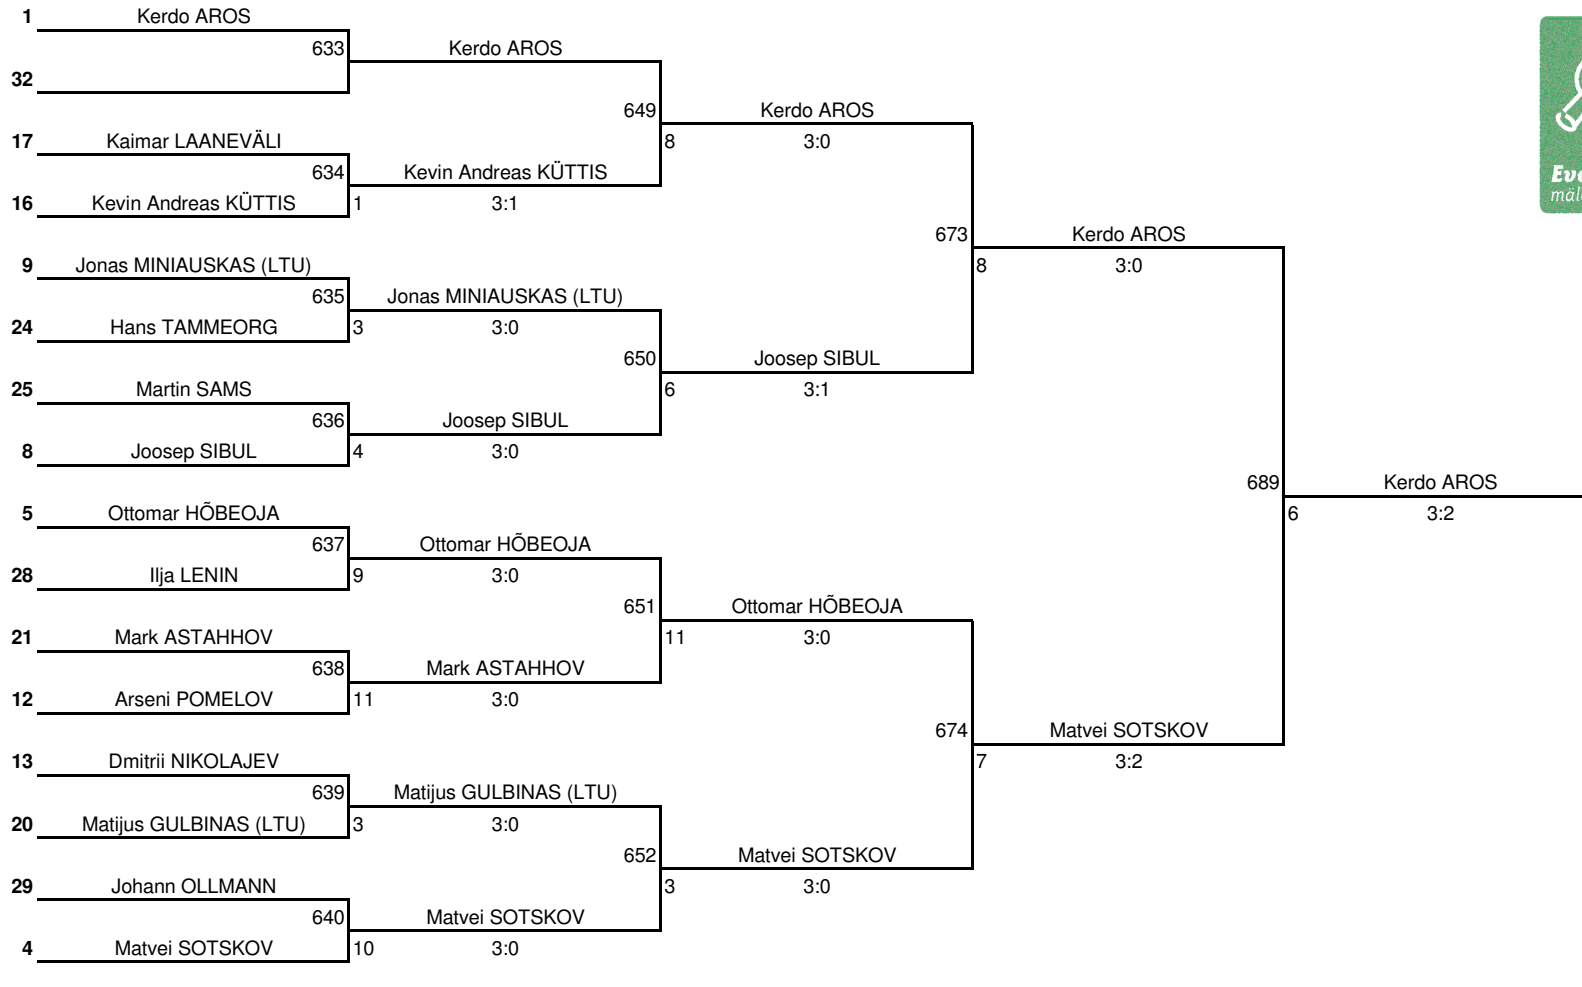 1 Kerdo AROS
633 Kerdo AROS
32
649 Kerdo AROS
17 Kaimar LAANEVÄLI 8 3:0
634 Kevin Andreas KÜTTIS
16 Kevin Andreas KÜTTIS 1 3:1
673 Kerdo AROS
9 Jonas MINIAUSKAS (LTU) 8 3:0
635 Jonas MINIAUSKAS (LTU)
24 Hans TAMMEORG 3 3:0
650 Joosep SIBUL
25 Martin SAMS 6 3:1
636 Joosep SIBUL
8 Joosep SIBUL 4 3:0
689 Kerdo AROS
5 Ottomar HÕBEOJA 6 3:2
637 Ottomar HÕBEOJA
28 Ilja LENIN 9 3:0
651 Ottomar HÕBEOJA
21 Mark ASTAHHOV 11 3:0
638 Mark ASTAHHOV
12 Arseni POMELOV 11 3:0
674 Matvei SOTSKOV
13 Dmitrii NIKOLAJEV 7 3:2
639 Matijus GULBINAS (LTU)
20 Matijus GULBINAS (LTU) 3 3:0
652 Matvei SOTSKOV
29 Johann OLLMANN 3 3:0
640 Matvei SOTSKOV
4 Matvei SOTSKOV 10 3:0